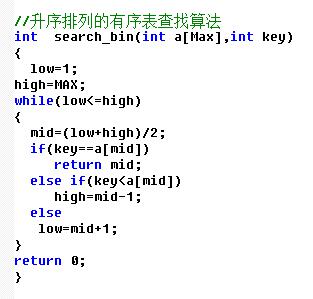 //升序排列的有序表查找算法
int  search_bin(int a[Max],int key)
{
  low=1;
high=MAX;
while(low<=high)
{
  mid=(low+high)/2;
  if(key==a[mid])
     return mid;
  else if(key<a[mid])
     high=mid-1;
  else
   low=mid+1;
}
return 0;
}